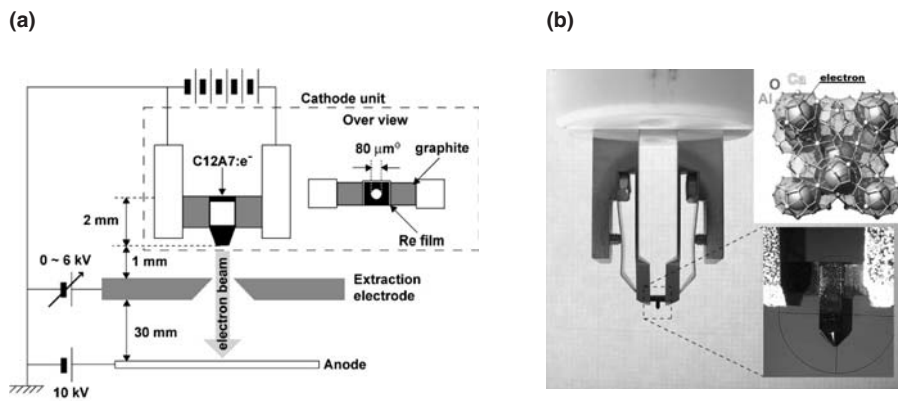 (a)
(b)
Cathode unit
Over view
C12A7:e⁻
80 μmᶲ
graphite
2 mm
Re film
1 mm
0 ~ 6 kV
electron beam
Extraction
electrode
30 mm
Anode
10 kV
O Ca electron
Al